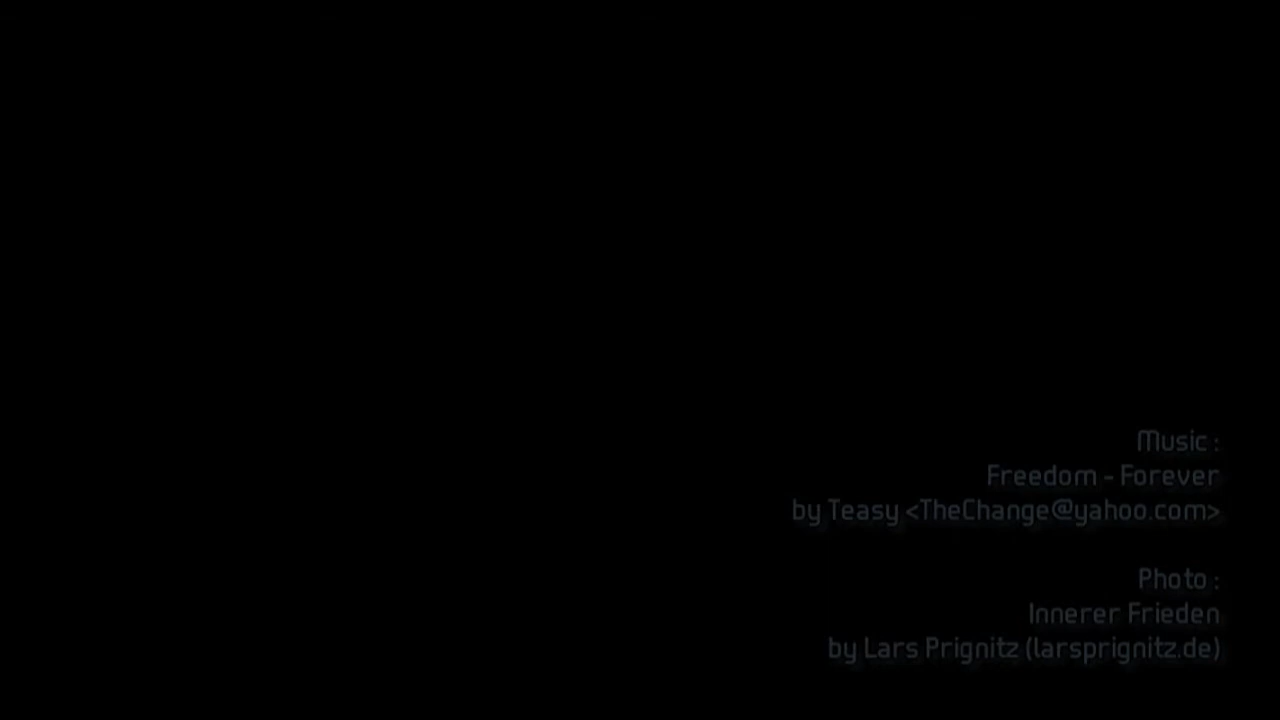 Music :
Freedom - Forever
by Teasy <TheChange@yahoo.com>
Photo :
Innerer Frieden
by Lars Prignitz (larsprignitz.de)